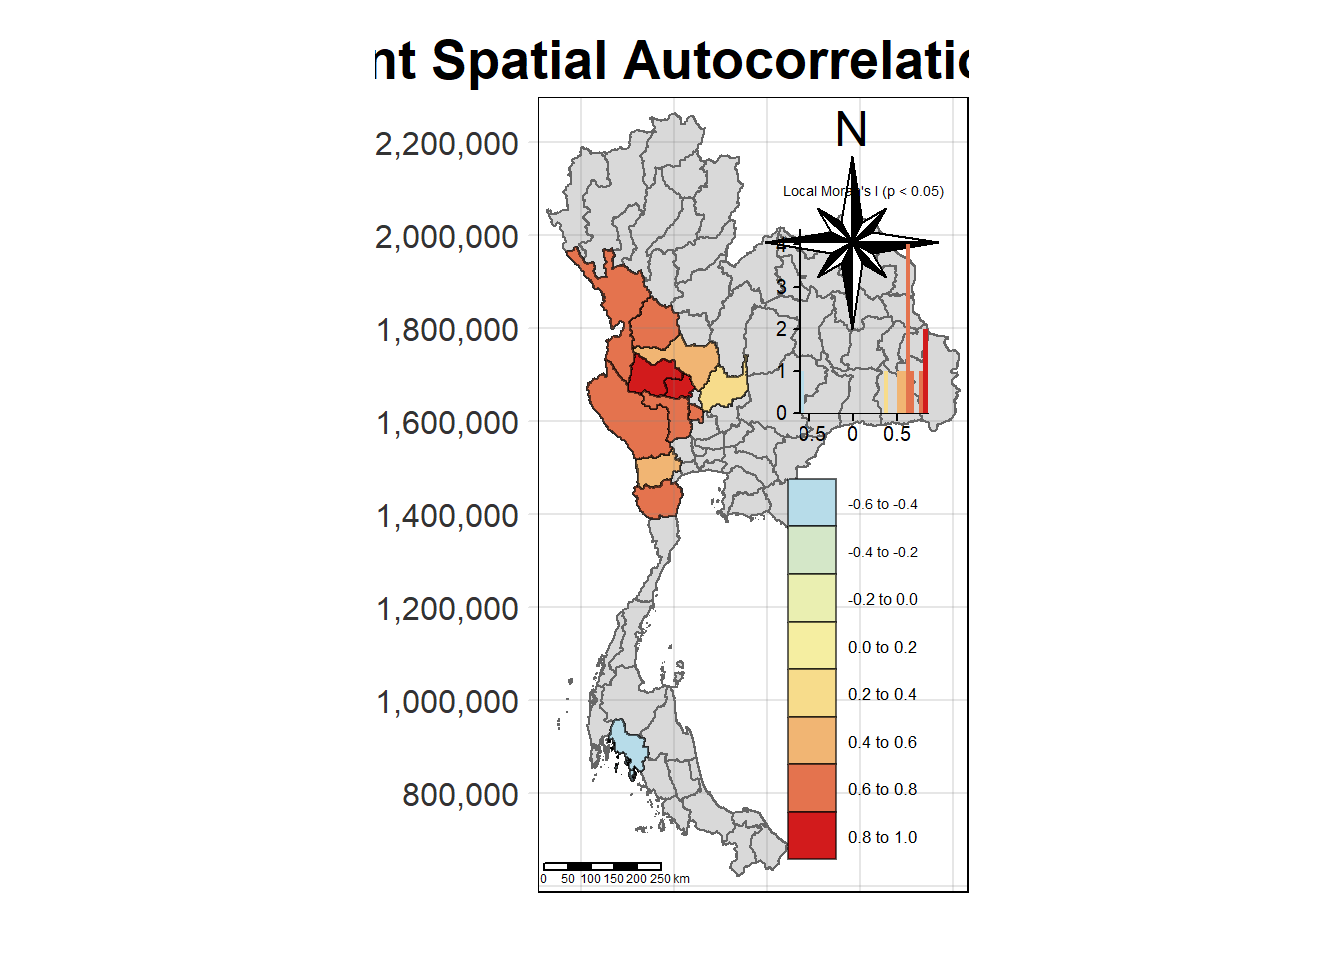 nt Spatial Autocorrelatio
N
2,200,000
Local Moran's I (p < 0.05)
2,000,000
4
3
1,800,000
2
1
1,600,000
0
0.5 0 0.5
1,400,000
-0.6 to -0.4
-0.4 to -0.2
1,200,000
-0.2 to 0.0
0.0 to 0.2
1,000,000
0.2 to 0.4
0.4 to 0.6
800,000
0.6 to 0.8
0.8 to 1.0
0 50 100 150 200 250 km